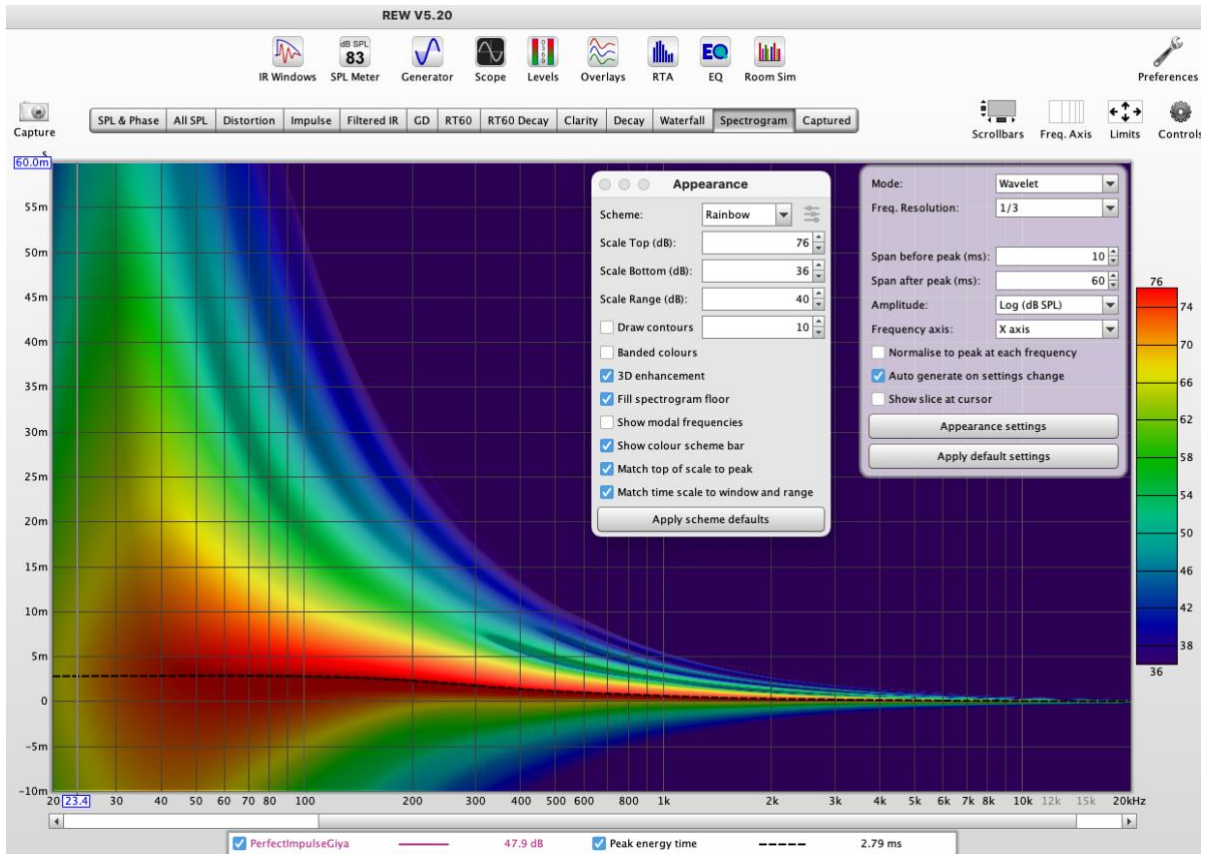 REW V5.20
dB SPL
83
EQ
IR Windows SPL Meter Generator Scope Levels Overlays RTA EQ Room Sim
Preferences
Capture
SPL & Phase All SPL Distortion Impulse Filtered IR GD RT60 RT60 Decay Clarity Decay Waterfall Spectrogram Captured
Scrollbars Freq. Axis Limits Controls
s
60.0m
55m
50m
45m
40m
35m
30m
25m
20m
15m
10m
5m
0
-5m
-10m
Appearance
Scheme: Rainbow
Scale Top (dB): 76
Scale Bottom (dB): 36
Scale Range (dB): 40
Draw contours 10
Banded colours
3D enhancement
Fill spectrogram floor
Show modal frequencies
Show colour scheme bar
Match top of scale to peak
Match time scale to window and range
Apply scheme defaults
Mode: Wavelet
Freq. Resolution: 1/3
Span before peak (ms): 10
Span after peak (ms): 60
Amplitude: Log (dB SPL)
Frequency axis: X axis
Normalise to peak at each frequency
Auto generate on settings change
Show slice at cursor
Appearance settings
Apply default settings
76
74
70
66
62
58
54
50
46
42
38
36
20 23.4 30 40 50 60 70 80 100 200 300 400 500 600 800 1k 2k 3k 4k 5k 6k 7k 8k 10k 12k 15k 20kHz
PerfectImpulseGiya 47.9 dB Peak energy time 2.79 ms